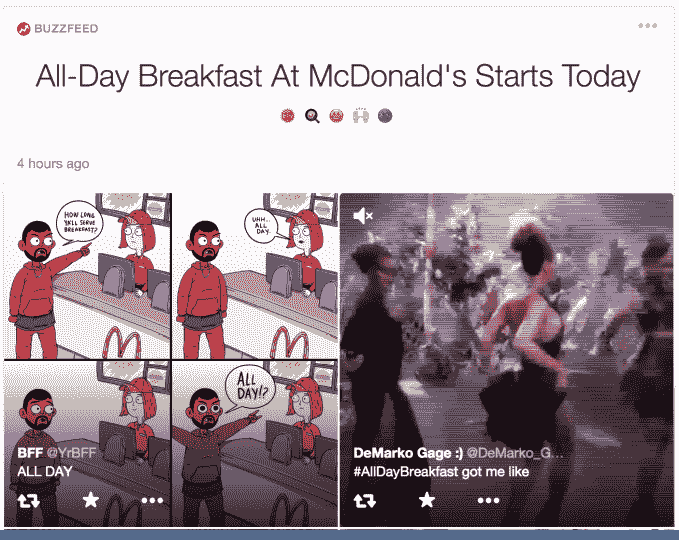 BUZZFEED
All-Day Breakfast At McDonald's Starts Today
4 hours ago
HOW LONG
YALL SERVE
BREAKFAST?
UHH...
ALL
DAY.
ALL
DAY!?
BFF @YrBFF
ALL DAY
DeMarko Gage :) @DeMarko_G...
#AllDayBreakfast got me like